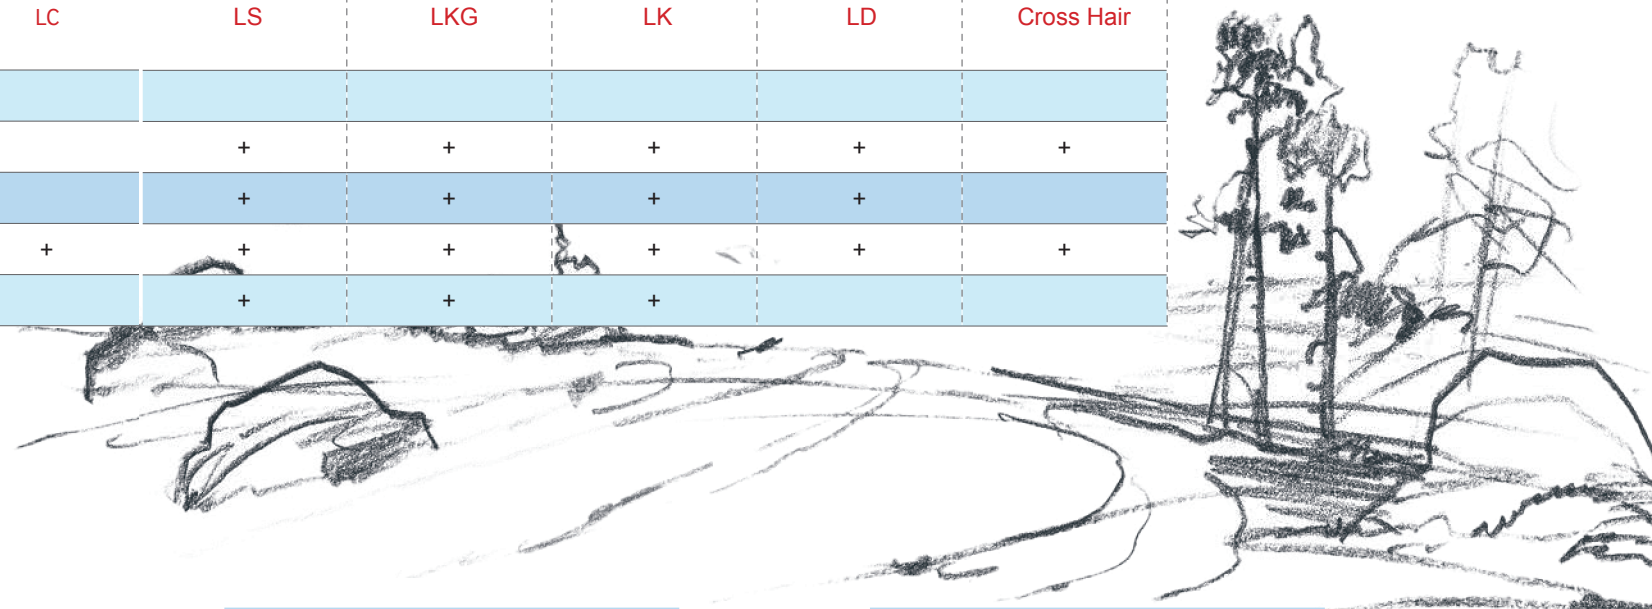 LC LS LKG LK LD Cross Hair
+ + + + +
+ + + +
+ + + + + +
+ + +